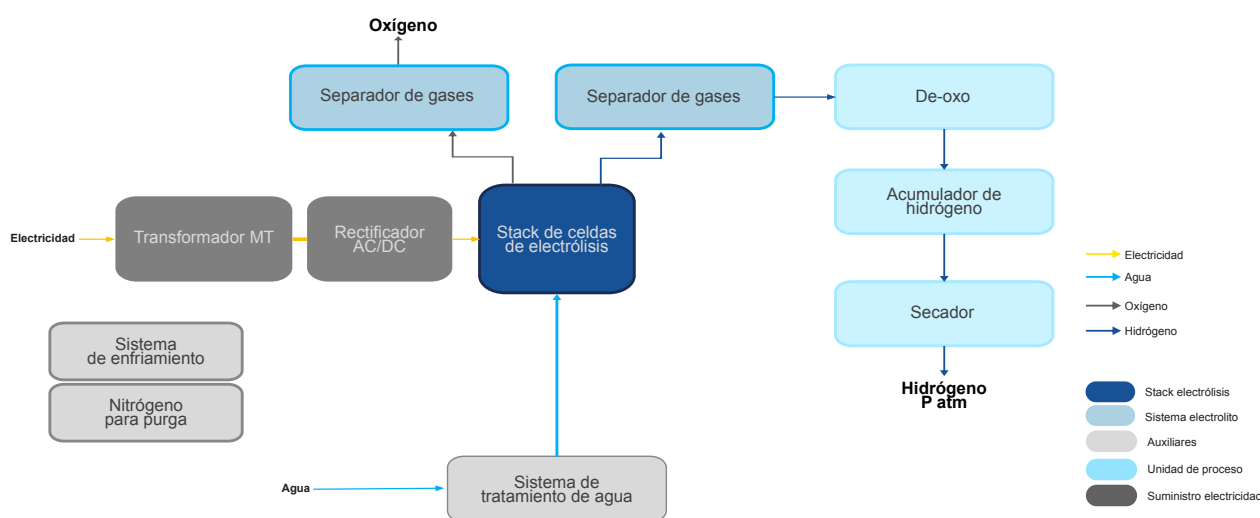 Oxígeno
Separador de gases
Separador de gases
De-oxo
Acumulador de
hidrógeno
Electricidad
Transformador MT
Rectificador
AC/DC
Stack de celdas
de electrólisis
Secador
Hidrógeno
P atm
Sistema
de enfriamiento
Nitrógeno
para purga
Agua
Sistema de
tratamiento de agua
Electricidad
Agua
Oxígeno
Hidrógeno
Stack electrólisis
Sistema electrolito
Auxiliares
Unidad de proceso
Suministro electricidad